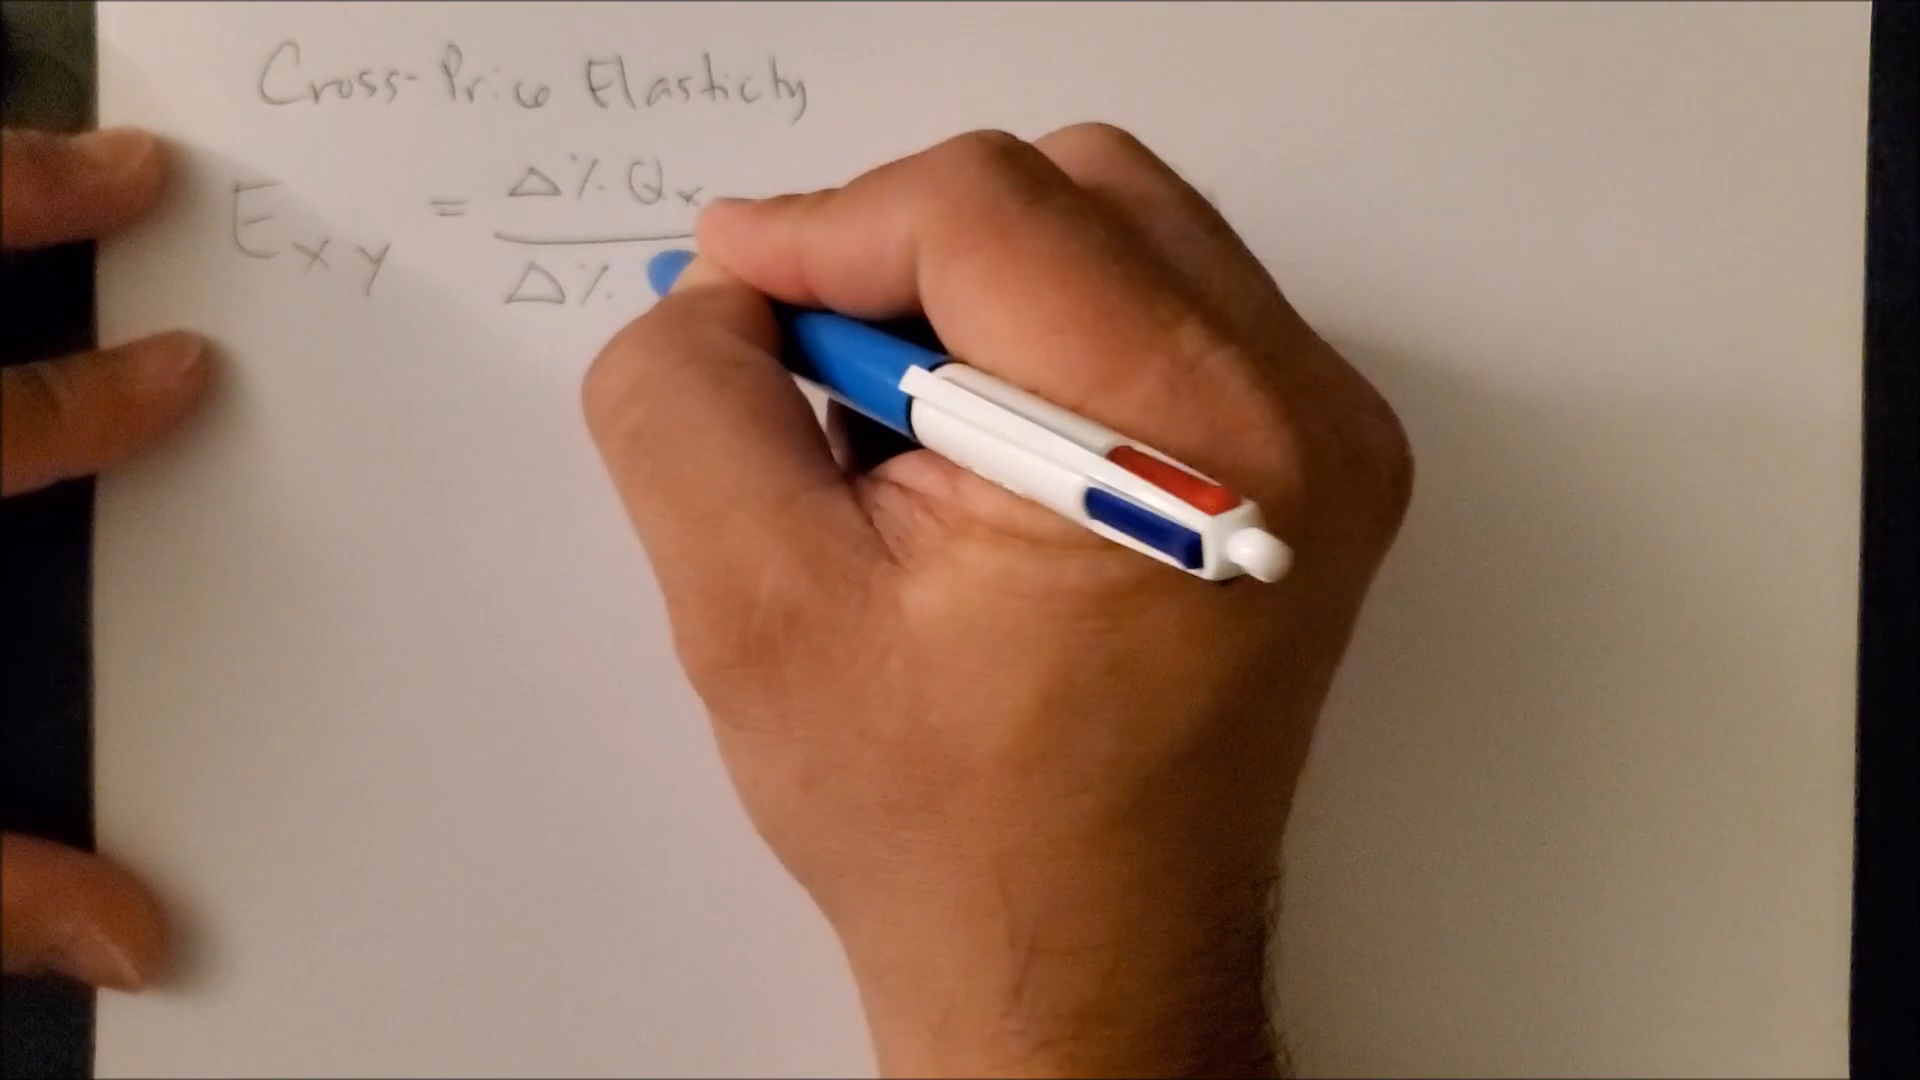 Cross-Price Elasticity
Exy = Δ% Qx
Δ%